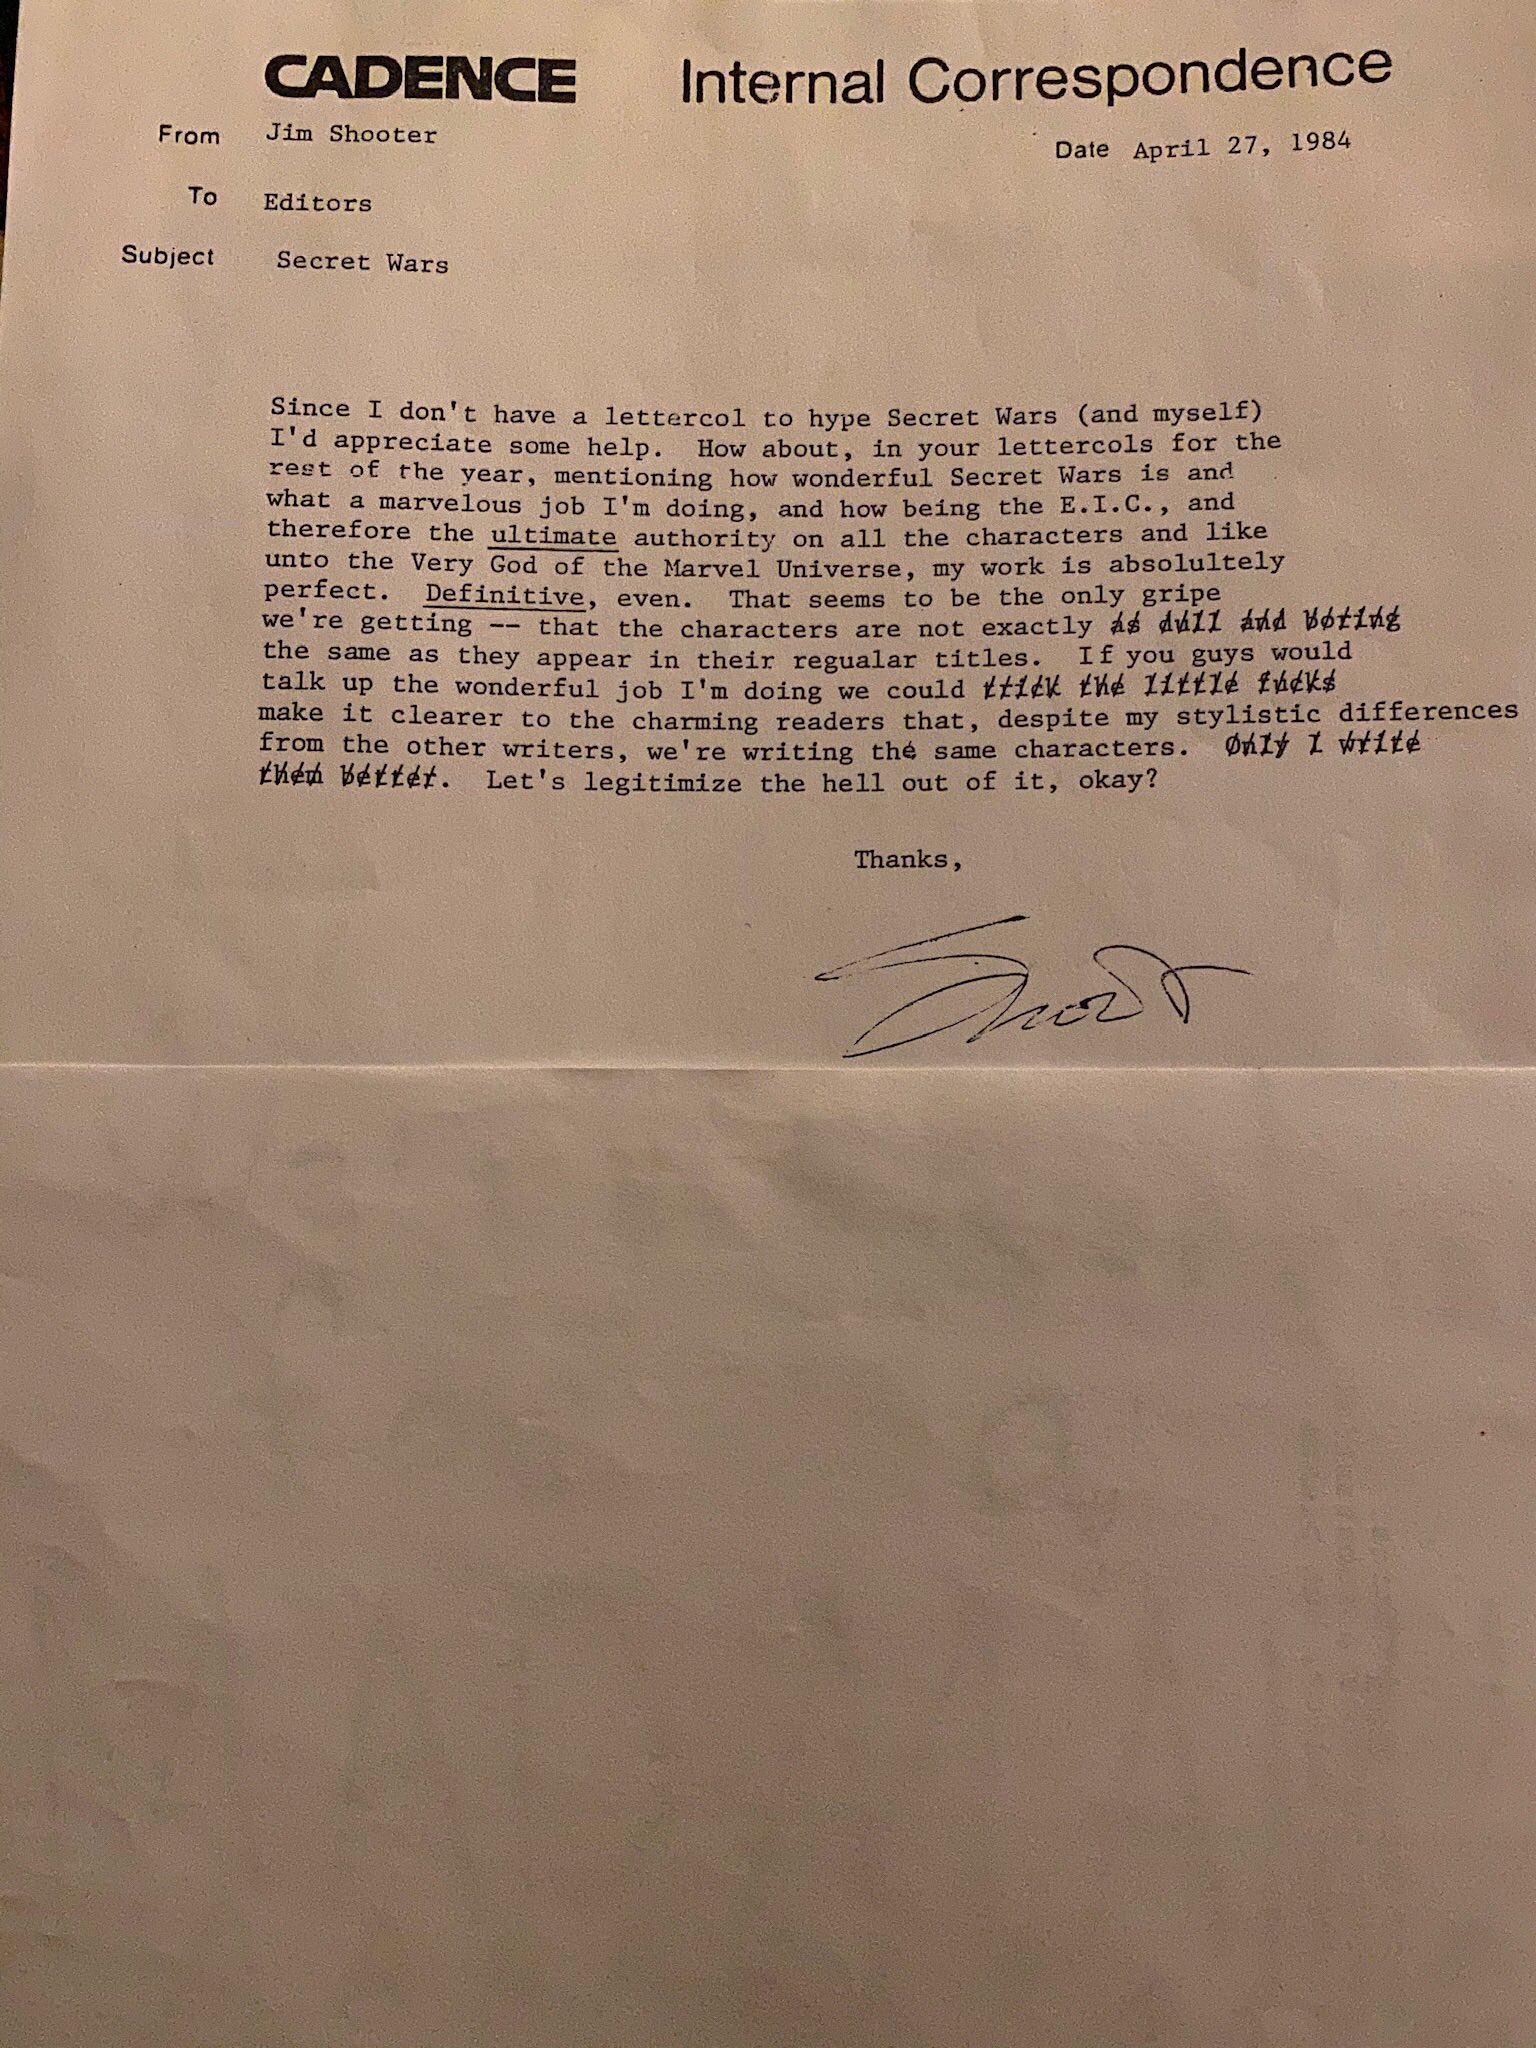 CADENCE Internal Correspondence
From Jim Shooter
Date April 27, 1984
To Editors
Subject Secret Wars
Since I don't have a lettercol to hype Secret Wars (and myself)
I'd appreciate some help. How about, in your lettercols for the
rest of the year, mentioning how wonderful Secret Wars is and
what a marvelous job I'm doing, and how being the E.I.C., and
therefore the ultimate authority on all the characters and like
unto the Very God of the Marvel Universe, my work is absolultely
perfect. Definitive, even. That seems to be the only gripe
we're getting -- that the characters are not exactly as dull and boring
the same as they appear in their regualar titles. If you guys would
talk up the wonderful job I'm doing we could trick the little fucks
make it clearer to the charming readers that, despite my stylistic differences
from the other writers, we're writing the same characters. Only I write
them better. Let's legitimize the hell out of it, okay?
Thanks,